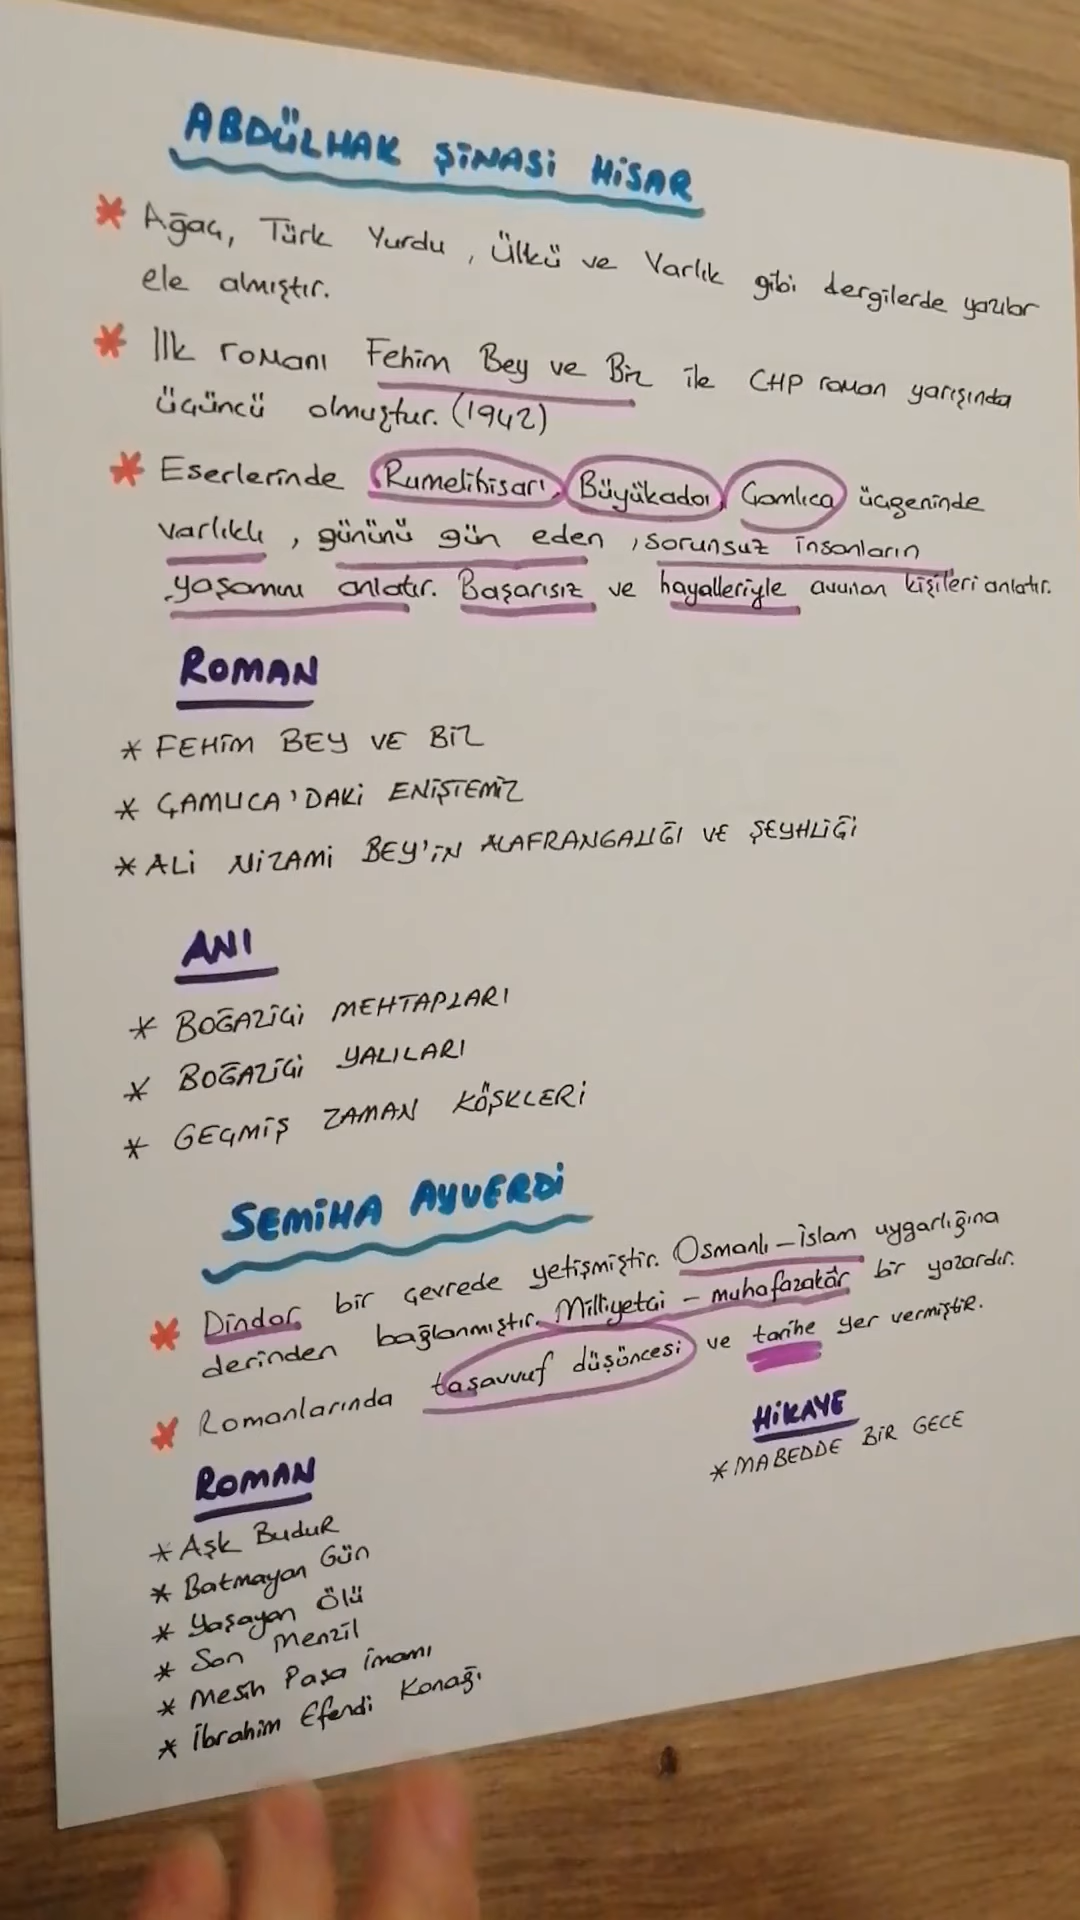 ABDÜLHAK ŞİNASİ HİSAR
* Ağaç, Türk Yurdu, Ülkü ve Varlık gibi dergilerde yazılar
ele almıştır.
* İlk romanı Fehim Bey ve Biz ile CHP roman yarışında
üçüncü olmuştur. (1942)
* Eserlerinde Rumelihisarı, Büyükada, Çamlıca üçgeninde
varlıklı, gününü gün eden, sorunsuz insanların
yaşamını anlatır. Başarısız ve hayalleriyle avunan kişileri anlatır.
ROMAN
* FEHİM BEY VE BİZ
* ÇAMLICA'DAKİ ENİŞTEMİZ
* ALİ NİZAMİ BEY'İN ALAFRANGALIĞI VE ŞEYHLİĞİ
ANI
* BOĞAZİÇİ MEHTAPLARI
* BOĞAZİÇİ YALILARI
* GEÇMİŞ ZAMAN KÖŞKLERİ
SEMİHA AYVERDİ
* Dindar bir çevrede yetişmiştir. Osmanlı - İslam uygarlığına
derinden bağlanmıştır. Milliyetçi - muhafazakâr bir yazardır.
* Romanlarında tasavvuf düşüncesi ve tarihe yer vermiştir.
ROMAN
* Aşk Budur
* Batmayan Gün
* Yaşayan Ölü
* Son Menzil
* Mesih Paşa İmamı
* İbrahim Efendi Konağı
HİKAYE
* MABEDDE BİR GECE